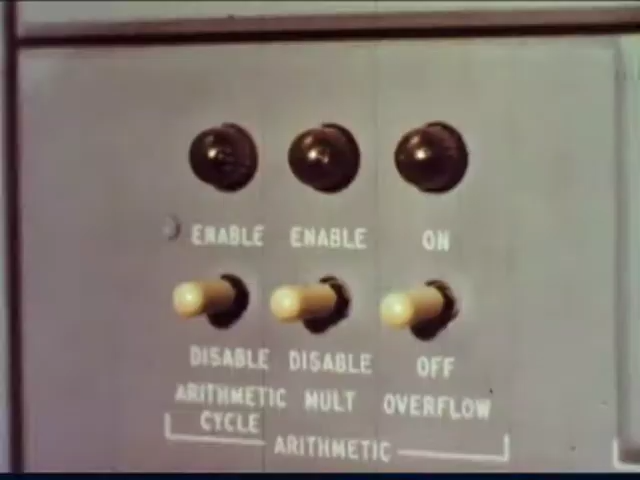 ENABLE ENABLE ON
DISABLE DISABLE OFF
ARITHMETIC MULT OVERFLOW
CYCLE
ARITHMETIC